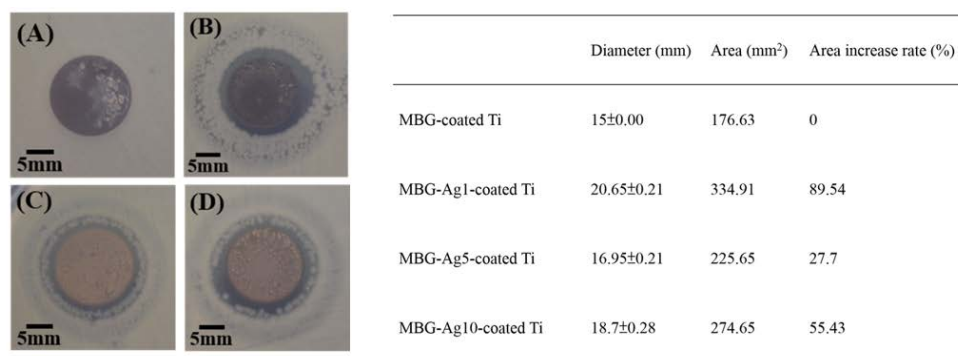 (A)
5mm
(B)
5mm
(C)
5mm
(D)
5mm
Diameter (mm) Area (mm²) Area increase rate (%)
MBG-coated Ti 15±0.00 176.63 0
MBG-Ag1-coated Ti 20.65±0.21 334.91 89.54
MBG-Ag5-coated Ti 16.95±0.21 225.65 27.7
MBG-Ag10-coated Ti 18.7±0.28 274.65 55.43